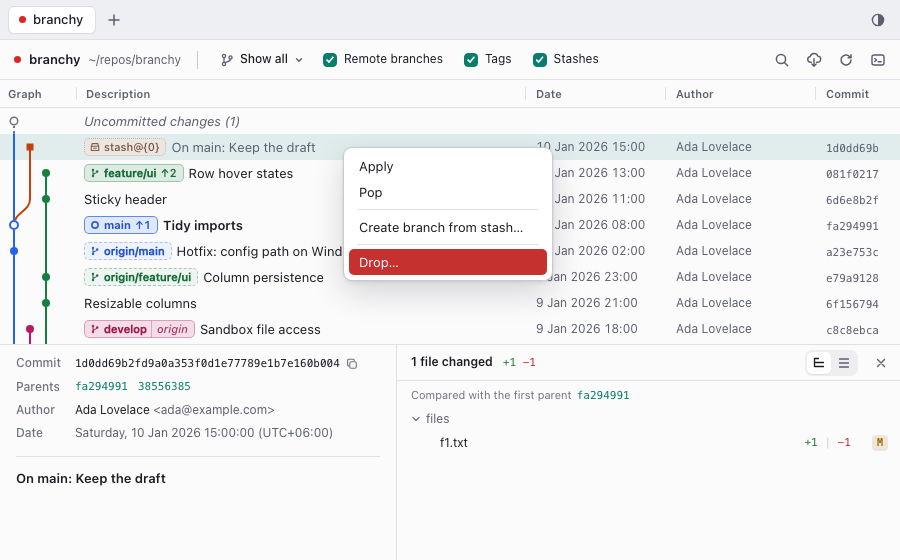 branchy
branchy ~/repos/branchy Show all Remote branches Tags Stashes
Graph Description Date Author Commit
Uncommitted changes (1)
stash@{0} On main: Keep the draft 10 Jan 2026 15:00 Ada Lovelace 1d0dd69b
feature/ui ↑2 Row hover states Jan 2026 13:00 Ada Lovelace 081f0217
Sticky header Jan 2026 11:00 Ada Lovelace 6d6e8b2f
main ↑1 Tidy imports Jan 2026 08:00 Ada Lovelace fa294991
origin/main Hotfix: config path on Wind Jan 2026 02:00 Ada Lovelace a23e753c
origin/feature/ui Column persistence Jan 2026 23:00 Ada Lovelace e79a9128
Resizable columns 9 Jan 2026 21:00 Ada Lovelace 6f156794
develop origin Sandbox file access 9 Jan 2026 18:00 Ada Lovelace c8c8ebca
Apply
Pop
Create branch from stash...
Drop...
Commit 1d0dd69b2fd9a0a353f0d1e77789e1b7e160b004
Parents fa294991 38556385
Author Ada Lovelace <ada@example.com>
Date Saturday, 10 Jan 2026 15:00:00 (UTC+06:00)
On main: Keep the draft
1 file changed +1 −1
Compared with the first parent fa294991
files
f1.txt +1 | −1 M